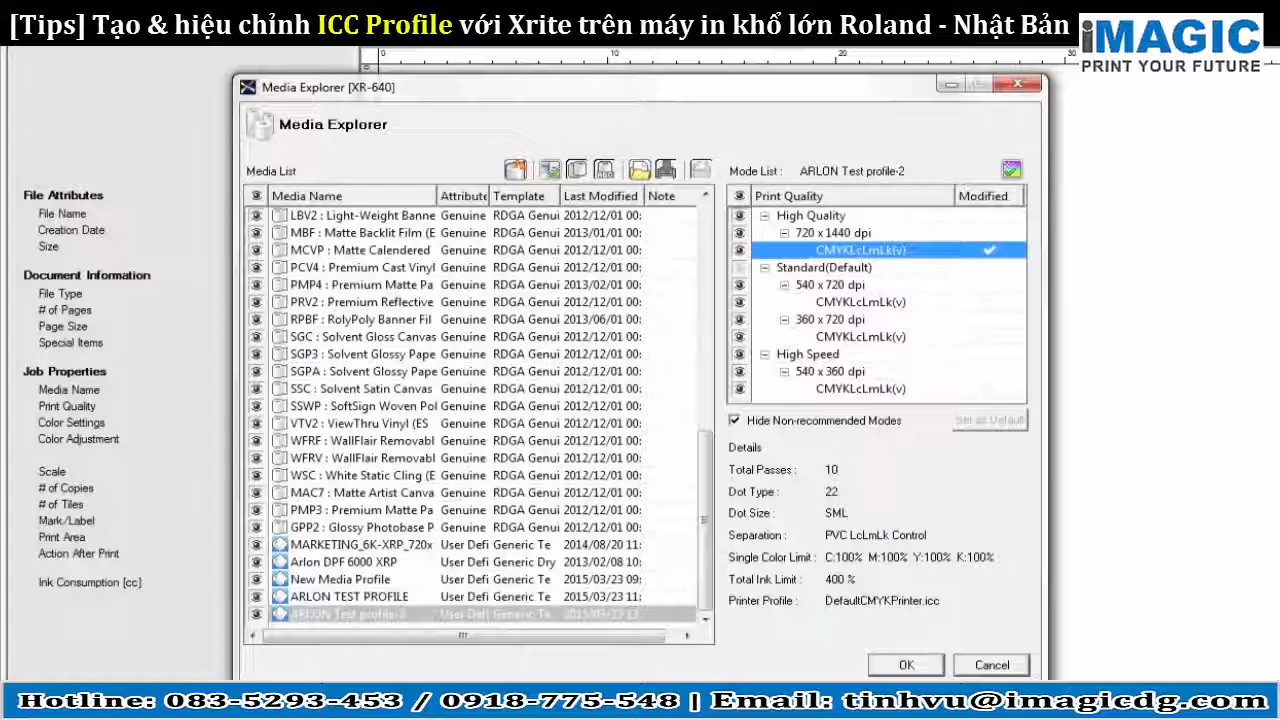 [Tips] Tạo & hiệu chỉnh ICC Profile với Xrite trên máy in khổ lớn Roland - Nhật Bản
iMAGIC
PRINT YOUR FUTURE
0 10 20 30
Media Explorer [XR-640]
Media Explorer
Media List
Media Name Attribute Template Last Modified Note
LBV2 : Light-Weight Banne Genuine RDGA Genui 2012/12/01 00:
MBF : Matte Backlit Film (E Genuine RDGA Genui 2013/01/01 00:
MCVP : Matte Calendered Genuine RDGA Genui 2012/12/01 00:
PCV4 : Premium Cast Vinyl Genuine RDGA Genui 2012/12/01 00:
PMP4 : Premium Matte Pa Genuine RDGA Genui 2013/02/01 00:
PRV2 : Premium Reflective Genuine RDGA Genui 2012/12/01 00:
RPBF : RolyPoly Banner Fil Genuine RDGA Genui 2013/06/01 00:
SGC : Solvent Gloss Canvas Genuine RDGA Genui 2012/12/01 00:
SGP3 : Solvent Glossy Pape Genuine RDGA Genui 2012/12/01 00:
SGPA : Solvent Glossy Pape Genuine RDGA Genui 2012/12/01 00:
SSC : Solvent Satin Canvas Genuine RDGA Genui 2012/12/01 00:
SSWP : SoftSign Woven Pol Genuine RDGA Genui 2012/12/01 00:
VTV2 : ViewThru Vinyl (ES Genuine RDGA Genui 2012/12/01 00:
WFRF : WallFlair Removabl Genuine RDGA Genui 2012/12/01 00:
WFRV : WallFlair Removabl Genuine RDGA Genui 2012/12/01 00:
WSC : White Static Cling (E Genuine RDGA Genui 2012/12/01 00:
MAC7 : Matte Artist Canva Genuine RDGA Genui 2012/12/01 00:
PMP3 : Premium Matte Pa Genuine RDGA Genui 2012/12/01 00:
GPP2 : Glossy Photobase P Genuine RDGA Genui 2012/12/01 00:
MARKETING_6K-XRP_720x User Defi Generic Te 2014/08/20 11:
Arlon DPF 6000 XRP User Defi Generic Dry 2013/02/08 10:
New Media Profile User Defi Generic Te 2015/03/23 09:
ARLON TEST PROFILE User Defi Generic Te 2015/03/23 11:
ARLON Test profile-2 User Defi Generic Te 2015/03/23 13:
Mode List : ARLON Test profile-2
Print Quality Modified
High Quality
720 x 1440 dpi
CMYKLcLmLk(v)
Standard(Default)
540 x 720 dpi
CMYKLcLmLk(v)
360 x 720 dpi
CMYKLcLmLk(v)
High Speed
540 x 360 dpi
CMYKLcLmLk(v)
Hide Non-recommended Modes Set as Default
Details
Total Passes : 10
Dot Type : 22
Dot Size : SML
Separation : PVC LcLmLk Control
Single Color Limit : C:100% M:100% Y:100% K:100%
Total Ink Limit : 400 %
Printer Profile : DefaultCMYKPrinter.icc
OK Cancel
File Attributes
File Name
Creation Date
Size
Document Information
File Type
# of Pages
Page Size
Special Items
Job Properties
Media Name
Print Quality
Color Settings
Color Adjustment
Scale
# of Copies
# of Tiles
Mark/Label
Print Area
Action After Print
Ink Consumption [cc]
Hotline: 083-5293-453 / 0918-775-548 | Email: tinhvu@imagicdg.com